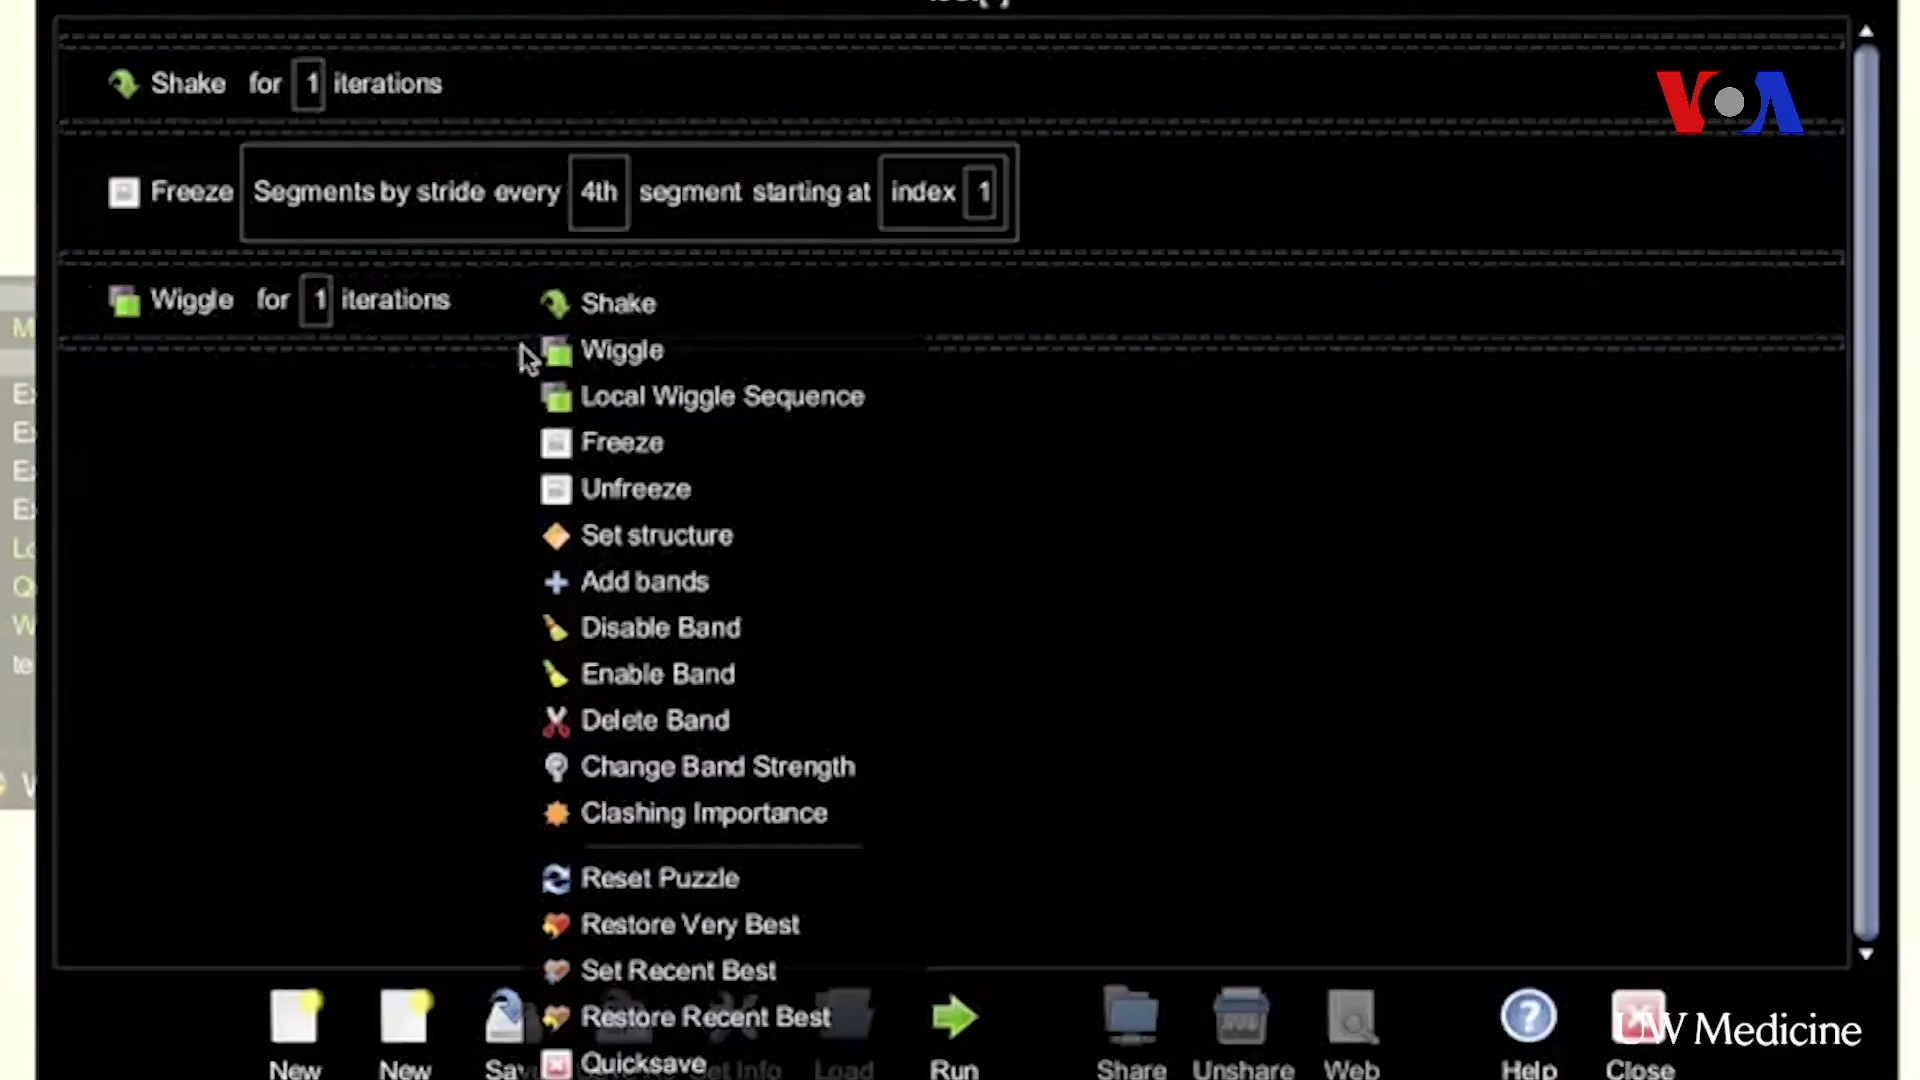 Shake for 1 iterations
VOA
Freeze Segments by stride every 4th segment starting at index 1
Wiggle for 1 iterations
Shake
Wiggle
Local Wiggle Sequence
Freeze
Unfreeze
Set structure
Add bands
Disable Band
Enable Band
Delete Band
Change Band Strength
Clashing Importance
Reset Puzzle
Restore Very Best
Set Recent Best
Restore Recent Best
Quicksave
UW Medicine
New New Load Run Share Unshare Web Help Close